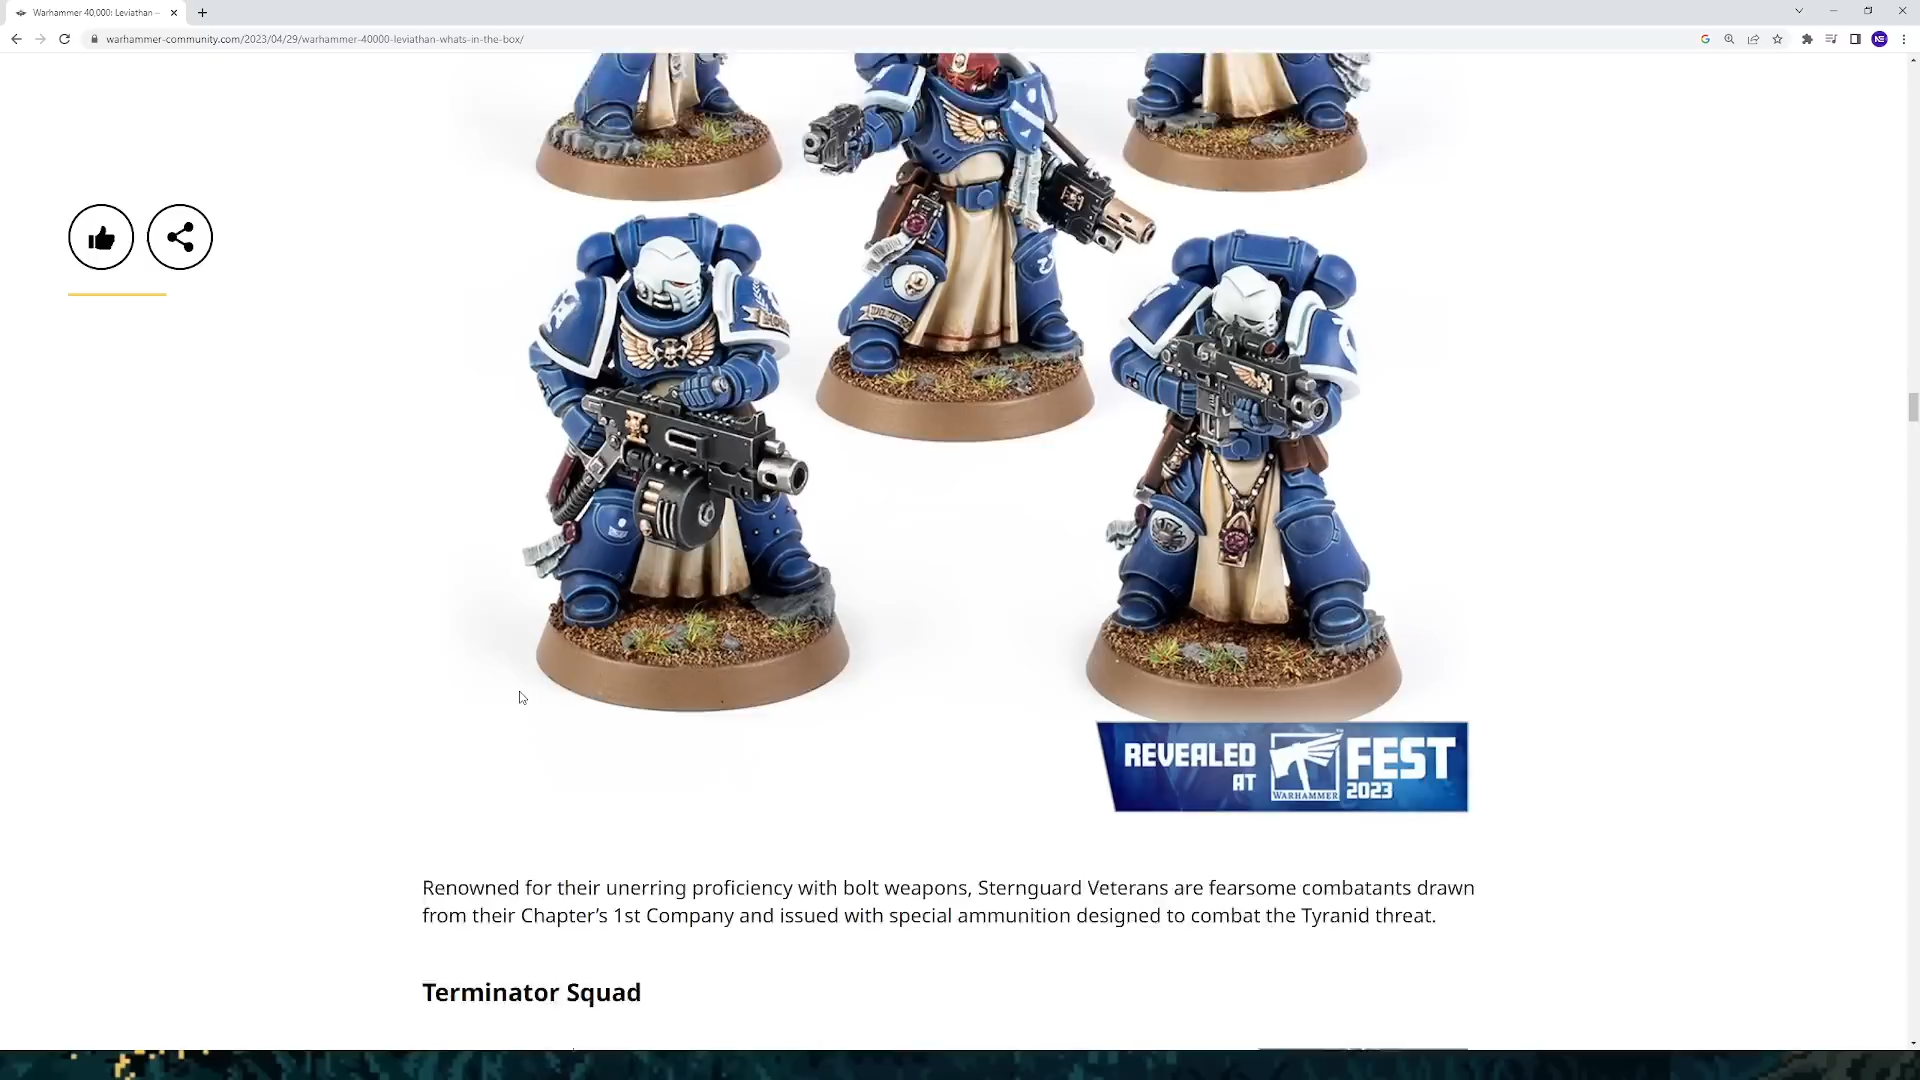 Warhammer 40,000: Leviathan –
warhammer-community.com/2023/04/29/warhammer-40000-leviathan-whats-in-the-box/
NE
REVEALED
AT
WARHAMMER
FEST
2023
Renowned for their unerring proficiency with bolt weapons, Sternguard Veterans are fearsome combatants drawn
from their Chapter's 1st Company and issued with special ammunition designed to combat the Tyranid threat.
Terminator Squad